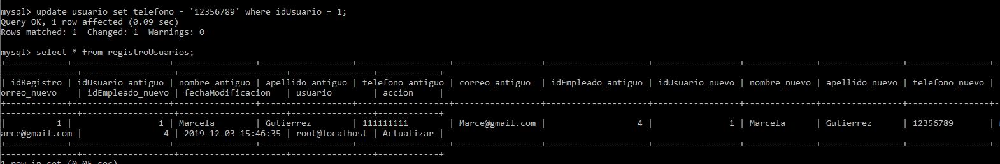 mysql> update usuario set telefono = '12356789' where idUsuario = 1;
Query OK, 1 row affected (0.09 sec)
Rows matched: 1  Changed: 1  Warnings: 0
mysql> select * from registroUsuarios;
+------------+-------------------+----------------+------------------+-----------------+-----------------+--------------------+-----------------+--------------+----------------+----------------+--
---------------+-------------------+---------------------+----------------+------------+
| idRegistro | idUsuario_antiguo | nombre_antiguo | apellido_antiguo | telefono_antiguo | correo_antiguo  | idEmpleado_antiguo | idUsuario_nuevo | nombre_nuevo | apellido_nuevo | telefono_nuevo |
orreo_nuevo    | idEmpleado_nuevo | fechaModificacion   | usuario        | accion     |
+------------+-------------------+----------------+------------------+-----------------+-----------------+--------------------+-----------------+--------------+----------------+----------------+--
---------------+-------------------+---------------------+----------------+------------+
|          1 |                 1 | Marcela        | Gutierrez        | 111111111        | Marce@gmail.com |                  4 |               1 | Marcela      | Gutierrez      | 12356789       |
arce@gmail.com |                4 | 2019-12-03 15:46:35 | root@localhost | Actualizar |
+------------+-------------------+----------------+------------------+-----------------+-----------------+--------------------+-----------------+--------------+----------------+----------------+--
---------------+-------------------+---------------------+----------------+------------+
1 row in set (0.05 sec)